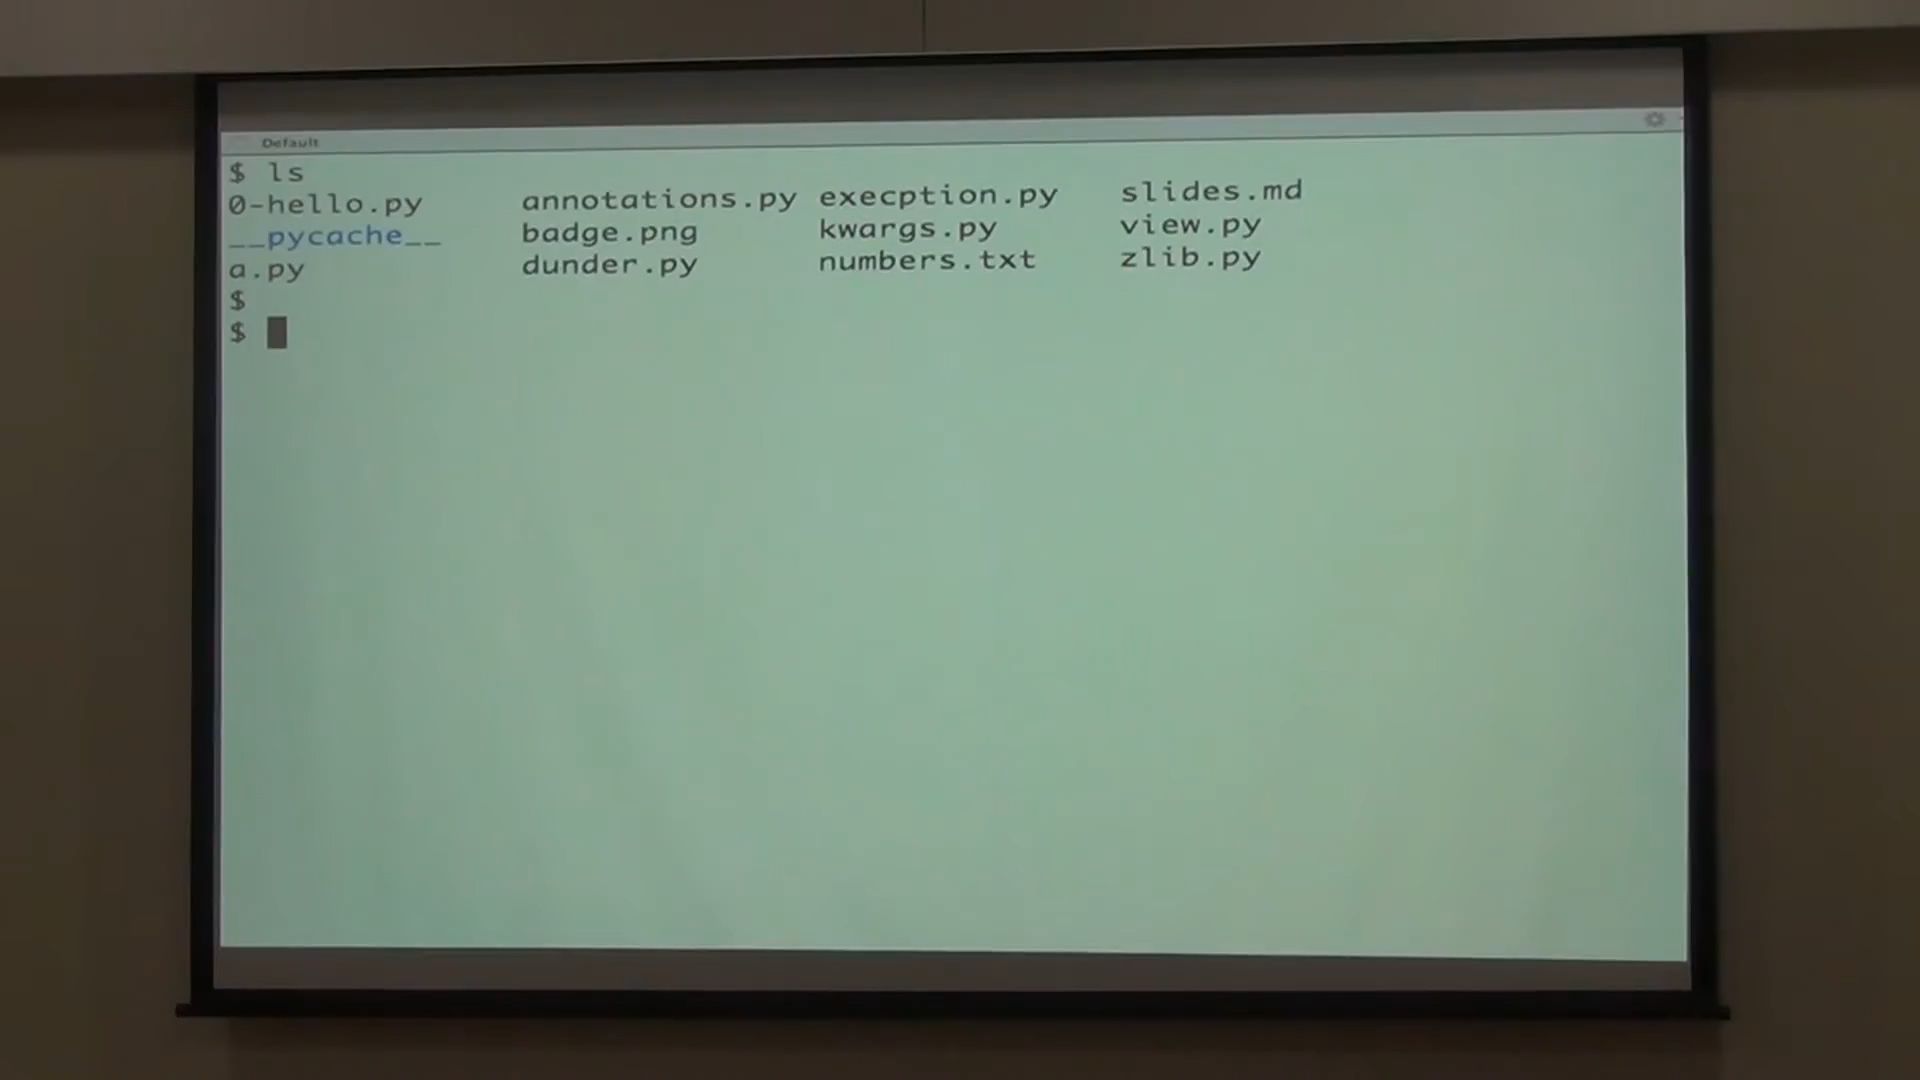 Default
$ ls
0-hello.py annotations.py execption.py slides.md
__pycache__ badge.png kwargs.py view.py
a.py dunder.py numbers.txt zlib.py
$
$